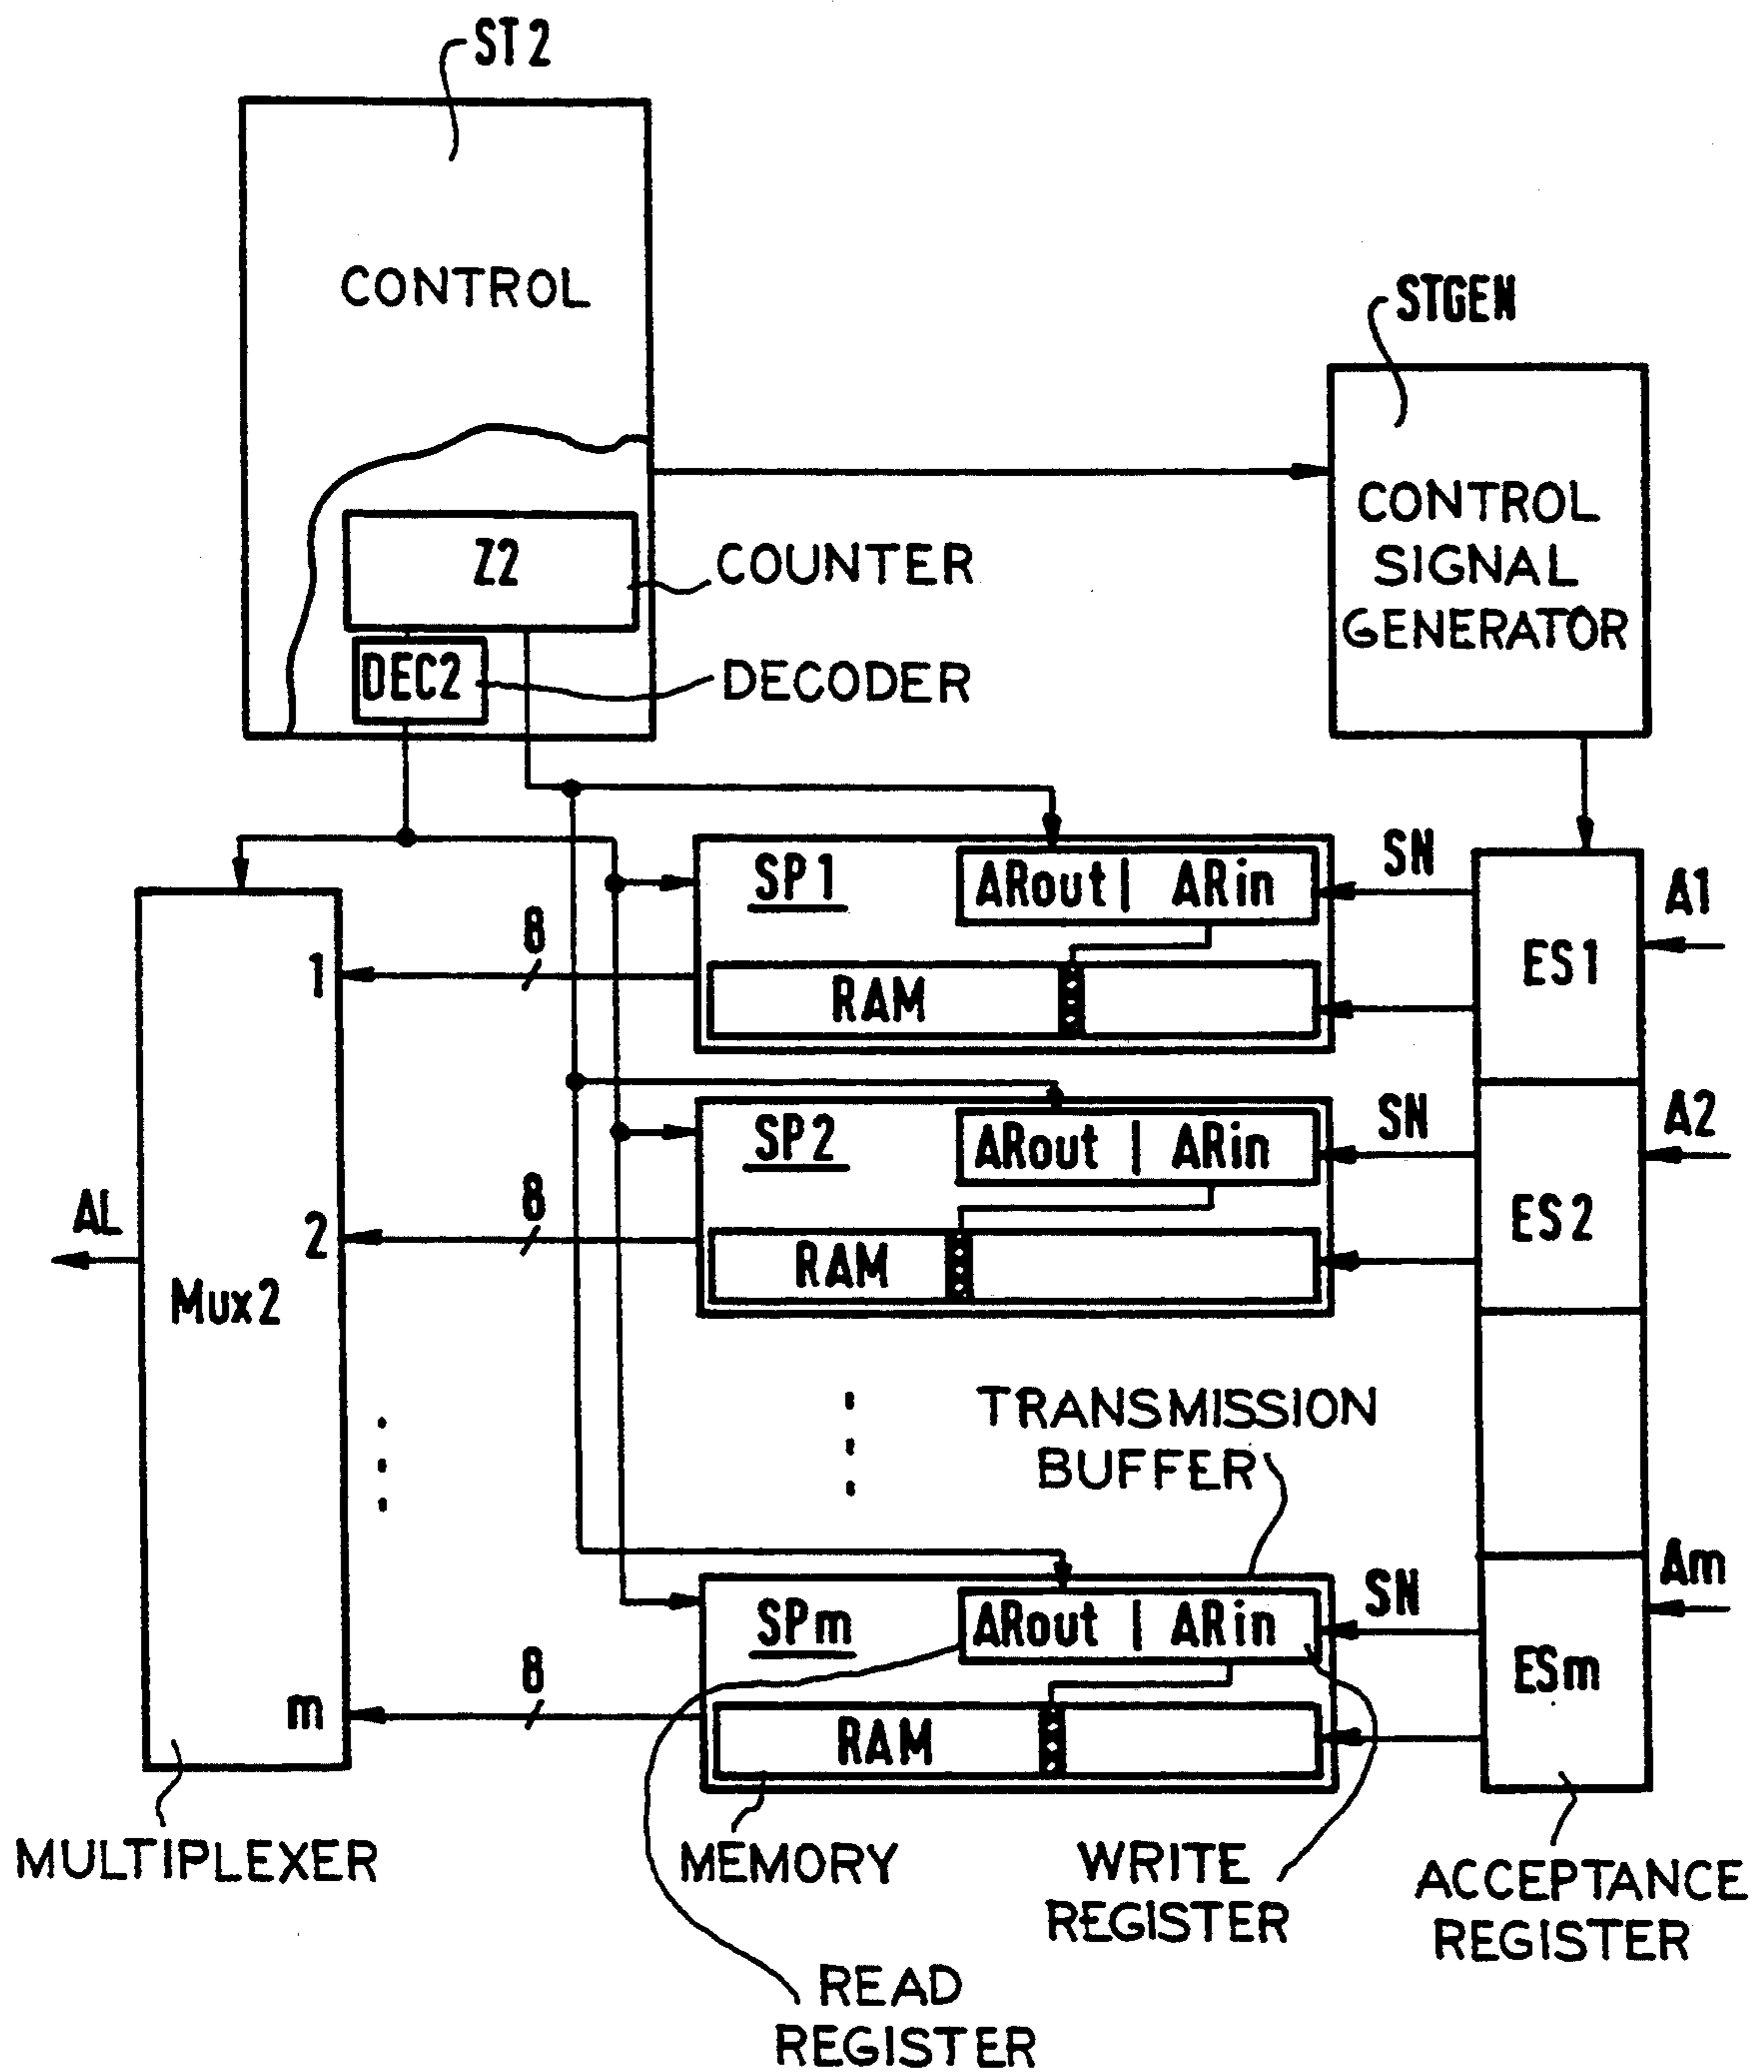 ST2
CONTROL
STGEN
CONTROL
SIGNAL
GENERATOR
Z2
COUNTER
DEC2
DECODER
SP1
ARout | ARin
SN
A1
8
1
RAM
ES1
SP2
ARout | ARin
SN
A2
AL
8
2
RAM
ES2
Mux2
TRANSMISSION
BUFFER
SPm
ARout | ARin
SN
Am
8
m
RAM
ESm
MULTIPLEXER
MEMORY
WRITE
REGISTER
ACCEPTANCE
REGISTER
READ
REGISTER